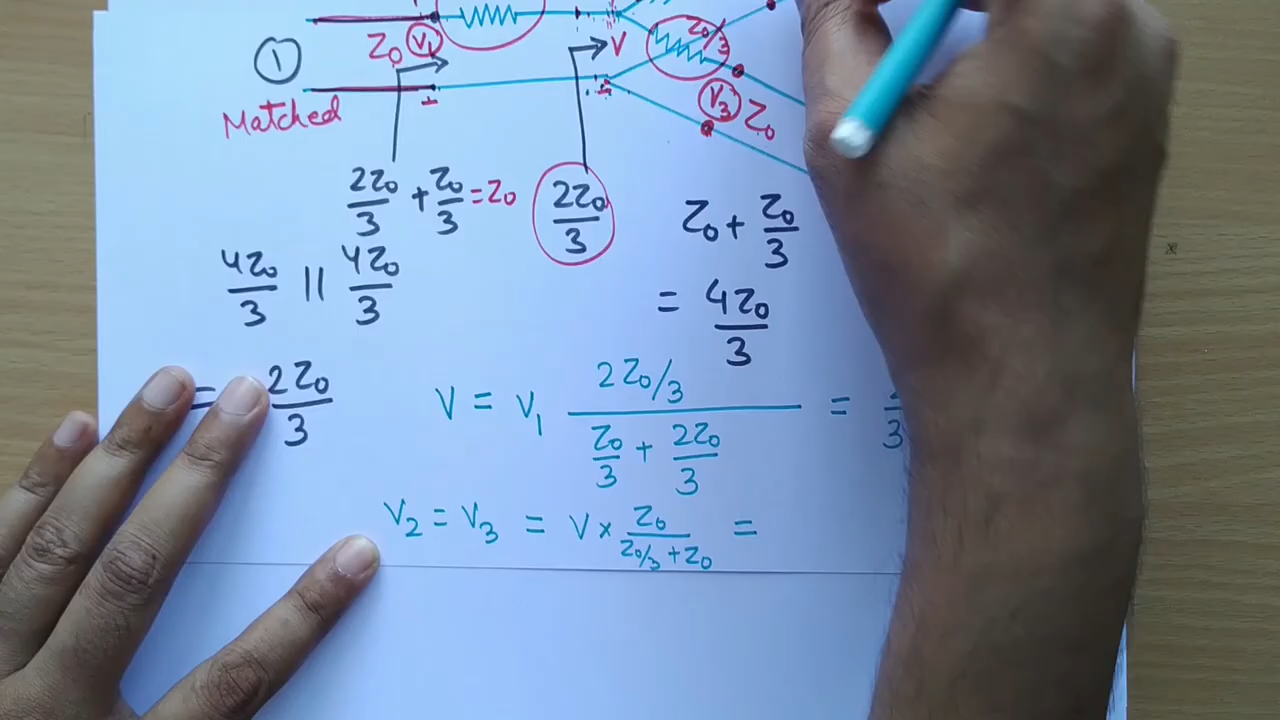 Z₀ V₁ Z₀/3
① V
Matched V₃ Z₀
2Z₀/3 + Z₀/3 = Z₀ 2Z₀/3 Z₀ + Z₀/3
4Z₀/3 || 4Z₀/3 = 4Z₀/3
= 2Z₀/3
V = V₁ (2Z₀/3)/(Z₀/3 + 2Z₀/3) = /3
V₂ = V₃ = V × Z₀/(Z₀/3 + Z₀) =